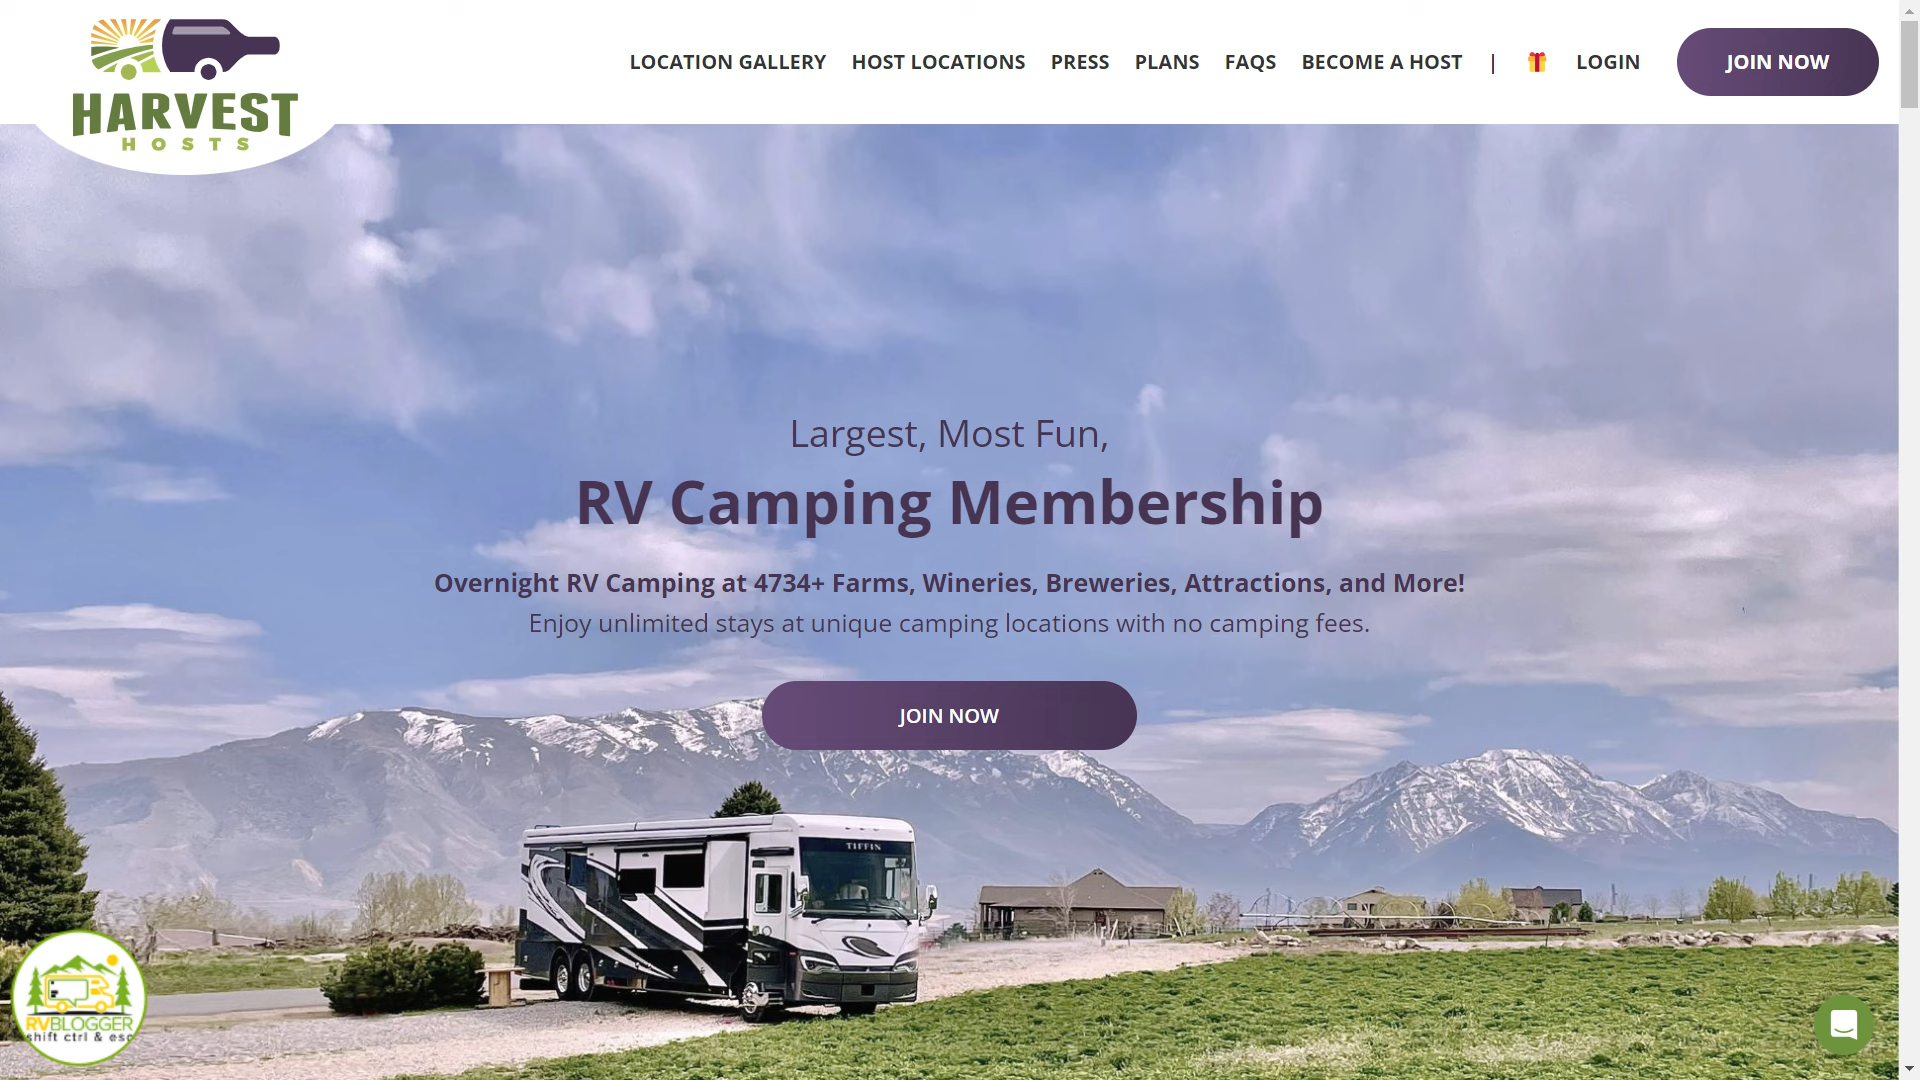 HARVEST
HOSTS
LOCATION GALLERY HOST LOCATIONS PRESS PLANS FAQS BECOME A HOST | LOGIN JOIN NOW
Largest, Most Fun,
RV Camping Membership
Overnight RV Camping at 4734+ Farms, Wineries, Breweries, Attractions, and More!
Enjoy unlimited stays at unique camping locations with no camping fees.
JOIN NOW
TIFFIN
RVBLOGGER
shift ctrl & esc